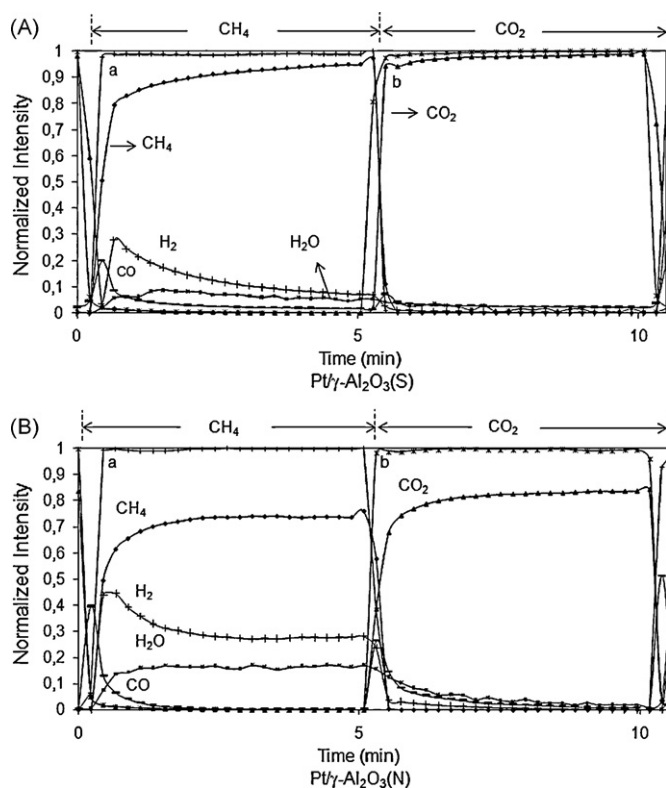 (A)
CH₄
CO₂
Normalized Intensity
1
0,9
0,8
0,7
0,6
0,5
0,4
0,3
0,2
0,1
0
a
b
CO₂
CH₄
H₂
H₂O
CO
0
5
10
Time (min)
Pt/γ-Al₂O₃(S)
(B)
CH₄
CO₂
Normalized Intensity
1
0,9
0,8
0,7
0,6
0,5
0,4
0,3
0,2
0,1
0
a
b
CH₄
CO₂
H₂
H₂O
CO
0
5
10
Time (min)
Pt/γ-Al₂O₃(N)